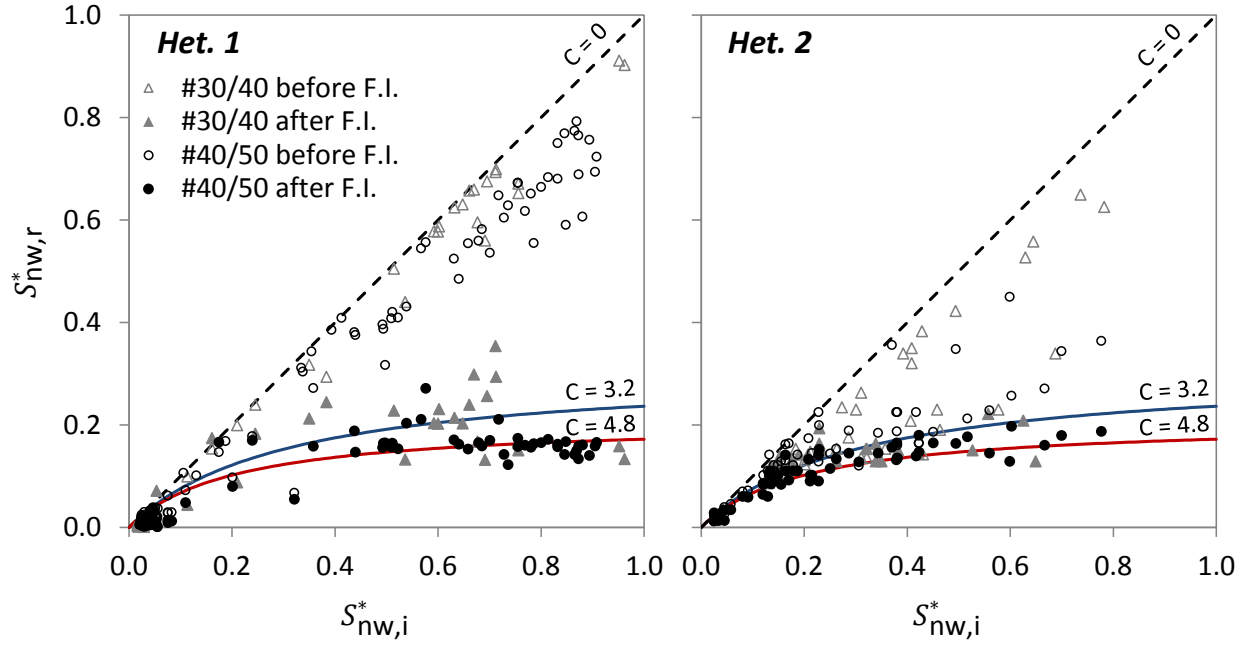 Het. 1
#30/40 before F.I.
#30/40 after F.I.
#40/50 before F.I.
#40/50 after F.I.
C = 0
C = 3.2
C = 4.8
1.0
0.8
0.6
0.4
0.2
0.0
S*nw,r
0.0 0.2 0.4 0.6 0.8 1.0
S*nw,i
Het. 2
C = 0
C = 3.2
C = 4.8
0.0 0.2 0.4 0.6 0.8 1.0
S*nw,i